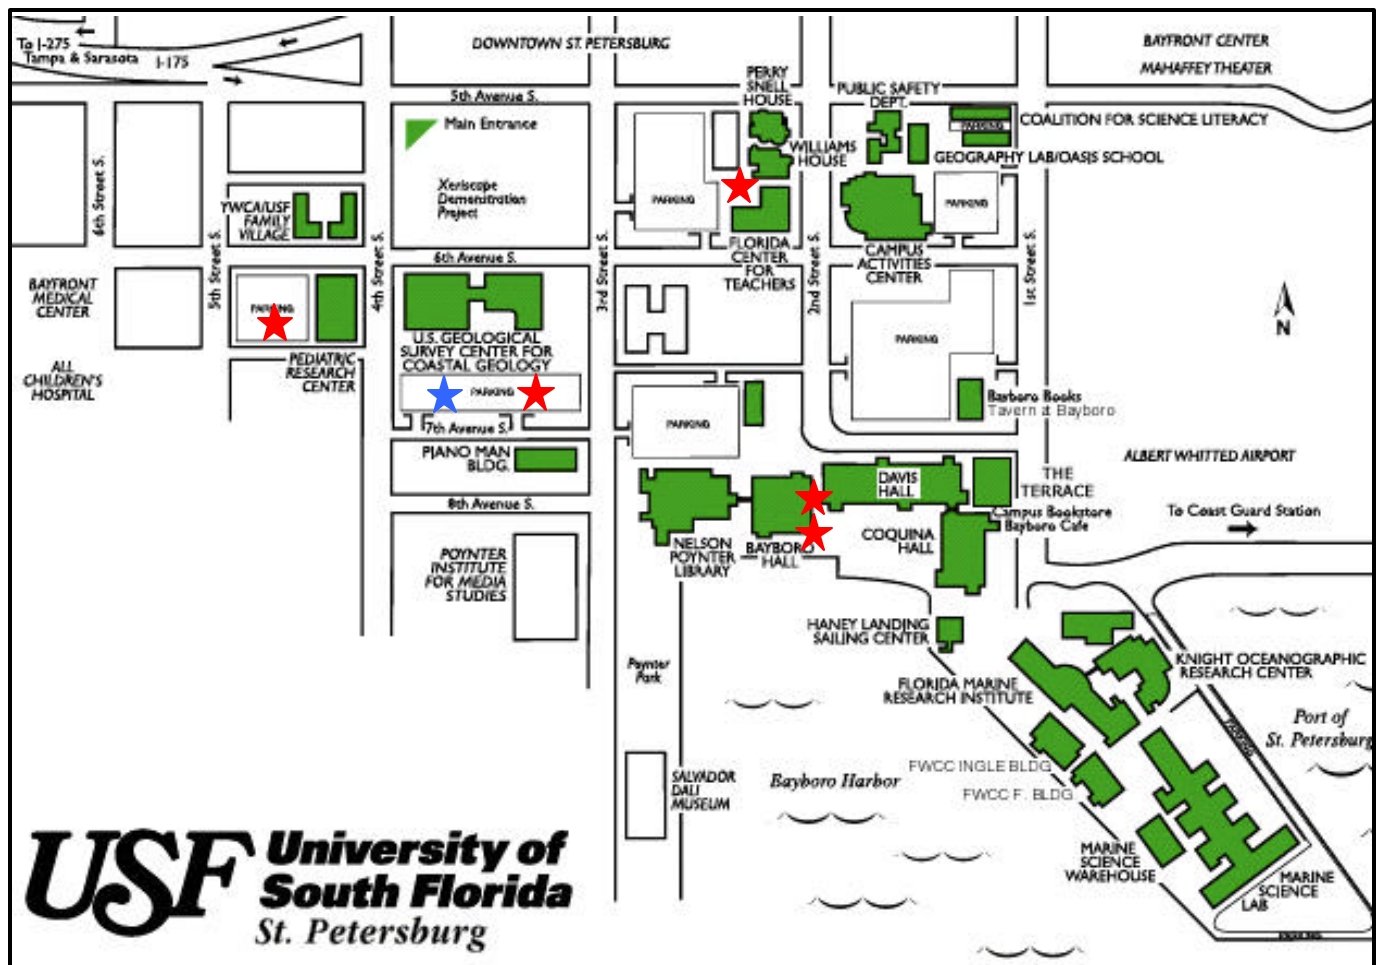 To I-275
Tampa & Sarasota
I-175
DOWNTOWN ST. PETERSBURG
BAYFRONT CENTER
MAHAFFEY THEATER
5th Avenue S.
Main Entrance
Xeriscape
Demonstration
Project
PERRY
SNELL
HOUSE
WILLIAMS
HOUSE
PUBLIC SAFETY
DEPT.
PARKING
COALITION FOR SCIENCE LITERACY
GEOGRAPHY LAB/OASIS SCHOOL
6th Street S.
5th Street S.
4th Street S.
3rd Street S.
2nd Street S.
1st Street S.
YWCA/USF
FAMILY
VILLAGE
PARKING
PARKING
FLORIDA
CENTER
FOR
TEACHERS
CAMPUS
ACTIVITIES
CENTER
6th Avenue S.
BAYFRONT
MEDICAL
CENTER
ALL
CHILDREN'S
HOSPITAL
PARKING
PEDIATRIC
RESEARCH
CENTER
U.S. GEOLOGICAL
SURVEY CENTER FOR
COASTAL GEOLOGY
PARKING
7th Avenue S.
PARKING
N
PARKING
Bayboro Books
Tavern at Bayboro
PIANO MAN
BLDG.
8th Avenue S.
POYNTER
INSTITUTE
FOR MEDIA
STUDIES
NELSON
POYNTER
LIBRARY
BAYBORO
HALL
DAVIS
HALL
COQUINA
HALL
THE
TERRACE
Campus Bookstore
Bayboro Cafe
ALBERT WHITTED AIRPORT
To Coast Guard Station
HANEY LANDING
SAILING CENTER
FLORIDA MARINE
RESEARCH INSTITUTE
KNIGHT OCEANOGRAPHIC
RESEARCH CENTER
Poynter
Park
SALVADOR
DALI
MUSEUM
Bayboro Harbor
FWCC INGLE BLDG
FWCC F. BLDG
PARKING
Port of
St. Petersburg
MARINE
SCIENCE
WAREHOUSE
MARINE
SCIENCE
LAB
PARKING
USF University of
South Florida
St. Petersburg